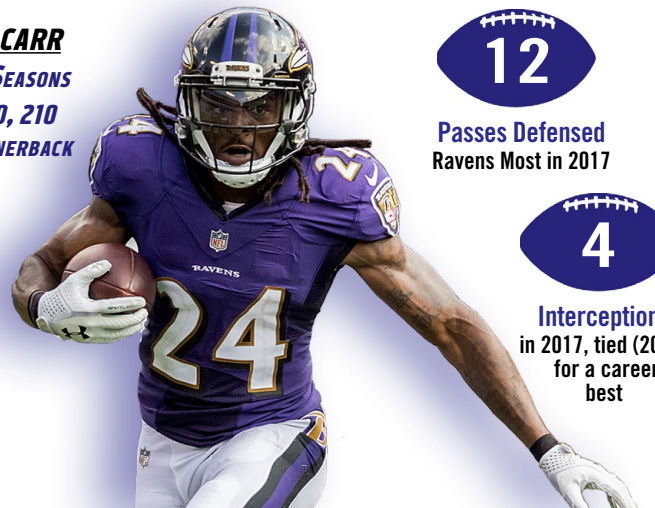 CARR
SEASONS
0, 210
NERBACK
12
Passes Defensed
Ravens Most in 2017
4
Interception
in 2017, tied (20
for a career
best
24
24
RAVENS
24
NFL